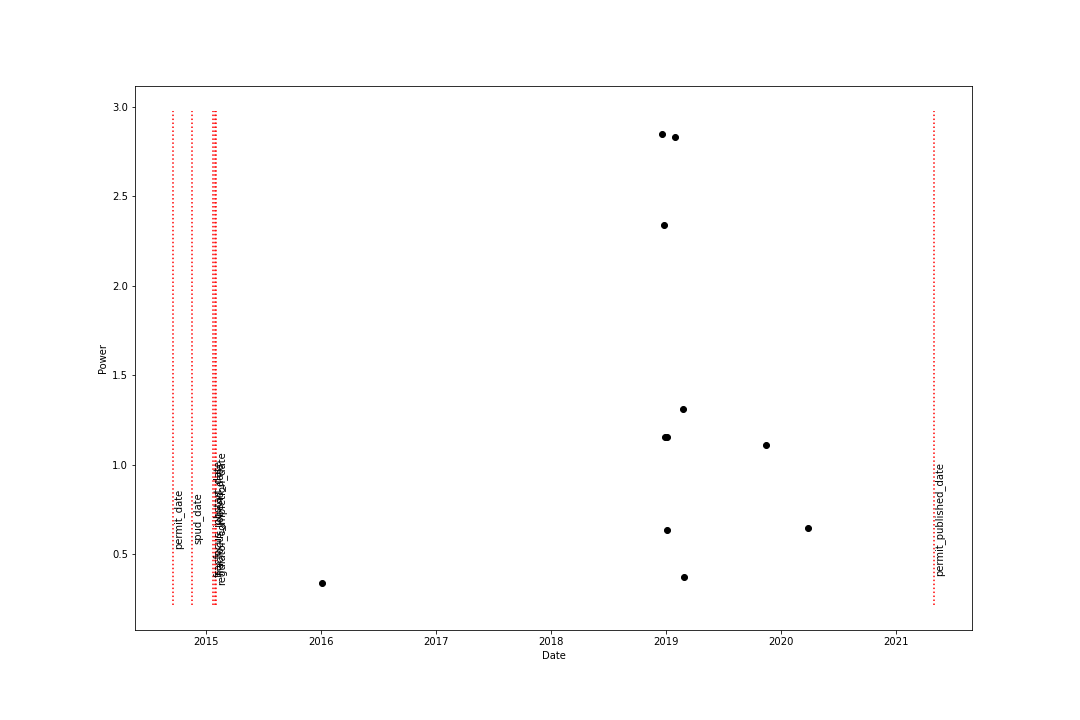 3.0
2.5
2.0
1.5
1.0
0.5
Power
permit_date
spud_date
regulator_completion_date
permit_published_date
2015
2016
2017
2018
2019
2020
2021
Date